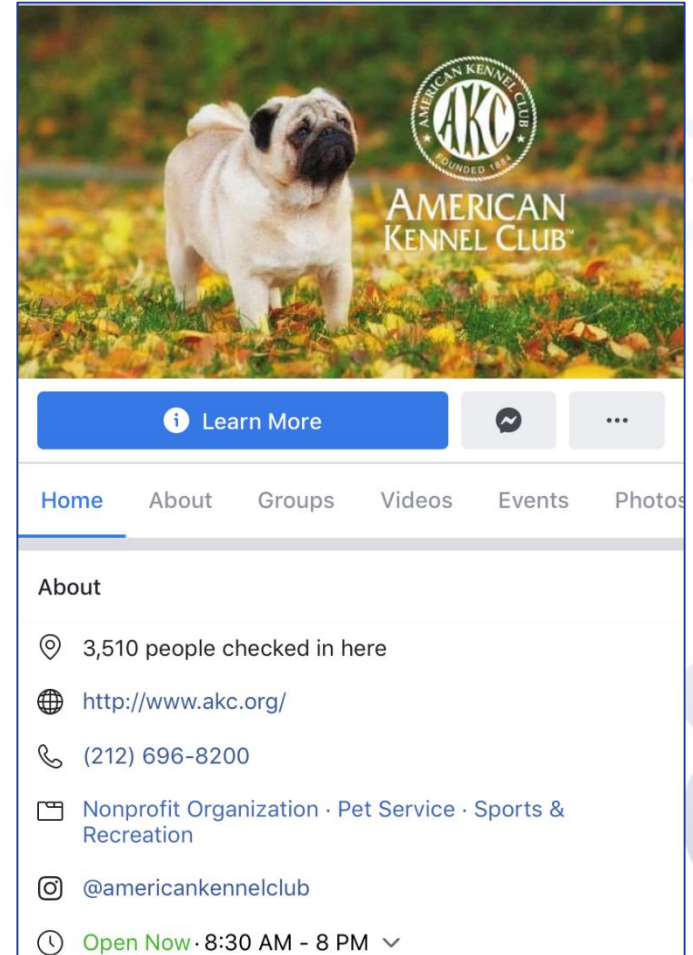 AMERICAN KENNEL CLUB
AKC
FOUNDED 1884
AMERICAN
KENNEL CLUB™
Learn More
Home About Groups Videos Events Photos
About
3,510 people checked in here
http://www.akc.org/
(212) 696-8200
Nonprofit Organization · Pet Service · Sports &
Recreation
@americankennelclub
Open Now · 8:30 AM - 8 PM